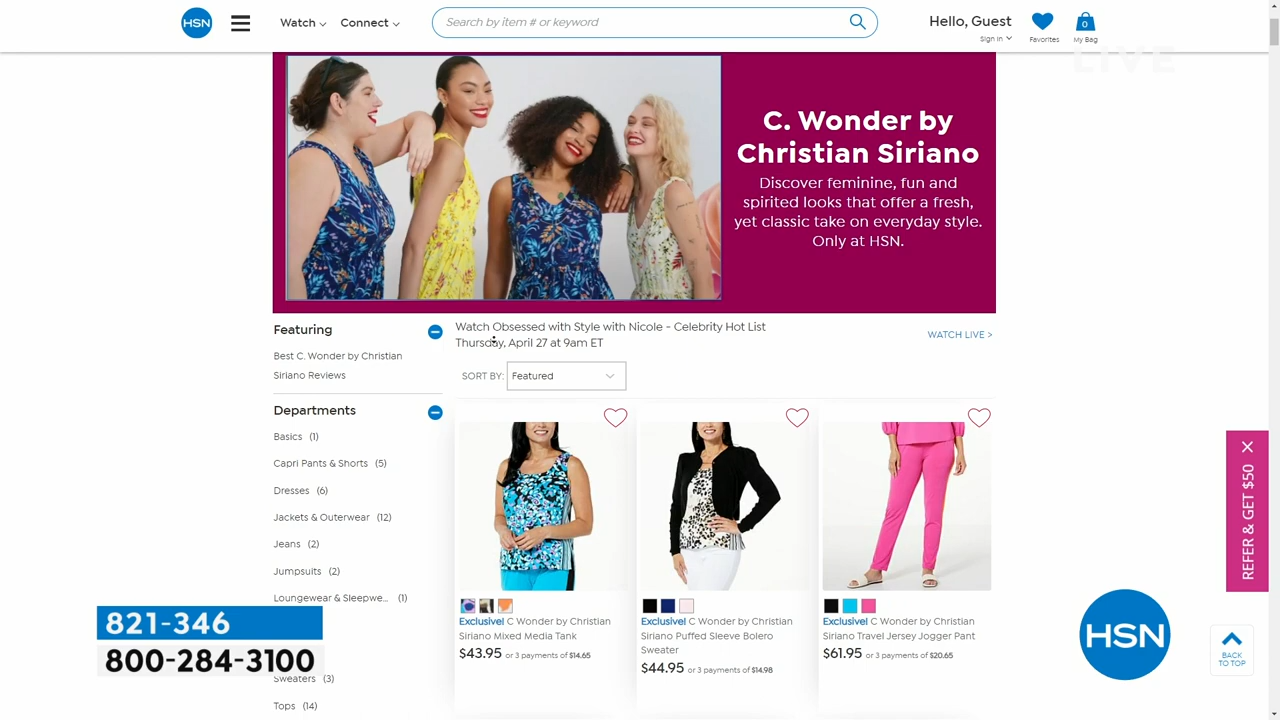 HSN
Watch
Connect
Search by item # or keyword
Hello, Guest
Sign In
Favorites
0
My Bag
LIVE
C. Wonder by
Christian Siriano
Discover feminine, fun and
spirited looks that offer a fresh,
yet classic take on everyday style.
Only at HSN.
Featuring
Best C. Wonder by Christian
Siriano Reviews
Departments
Basics (1)
Capri Pants & Shorts (5)
Dresses (6)
Jackets & Outerwear (12)
Jeans (2)
Jumpsuits (2)
Loungewear & Sleepwe... (1)
Sweaters (3)
Tops (14)
Watch Obsessed with Style with Nicole - Celebrity Hot List
Thursday, April 27 at 9am ET
WATCH LIVE >
SORT BY: Featured
Exclusive! C Wonder by Christian
Siriano Mixed Media Tank
$43.95 or 3 payments of $14.65
Exclusive! C Wonder by Christian
Siriano Puffed Sleeve Bolero
Sweater
$44.95 or 3 payments of $14.98
Exclusive! C Wonder by Christian
Siriano Travel Jersey Jogger Pant
$61.95 or 3 payments of $20.65
REFER & GET $50
821-346
800-284-3100
HSN
BACK
TO TOP